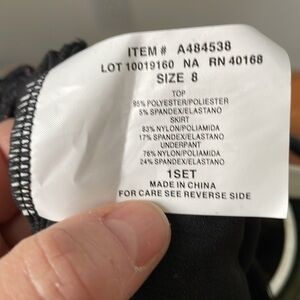 ITEM # A484538
LOT 10019160 NA RN 40168
SIZE 8
TOP
95% POLYESTER/POLIESTER
5% SPANDEX/ELASTANO
SKIRT
83% NYLON/POLIAMIDA
17% SPANDEX/ELASTANO
UNDERPANT
76% NYLON/POLIAMIDA
24% SPANDEX/ELASTANO
1SET
MADE IN CHINA
FOR CARE SEE REVERSE SIDE